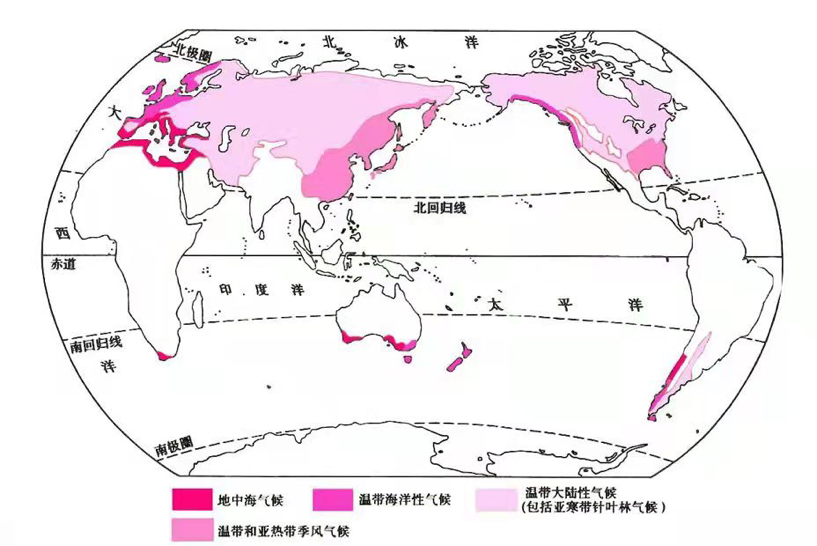 北冰洋
北极圈
大
西
洋
北回归线
赤道
印度洋
太平洋
南回归线
南极圈
地中海气候
温带海洋性气候
温带大陆性气候
(包括亚寒带针叶林气候)
温带和亚热带季风气候